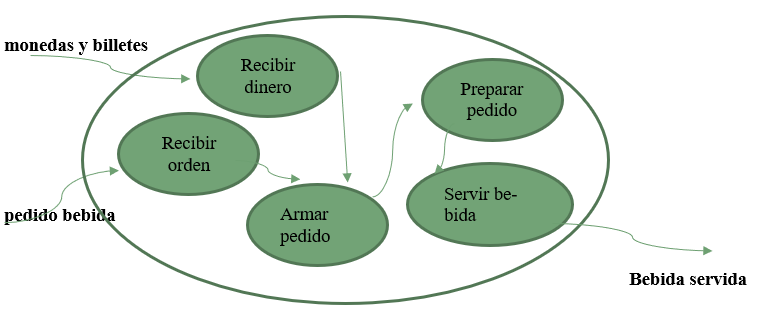 monedas y billetes
Recibir
dinero
Preparar
pedido
Recibir
orden
pedido bebida
Armar
pedido
Servir be-
bida
Bebida servida